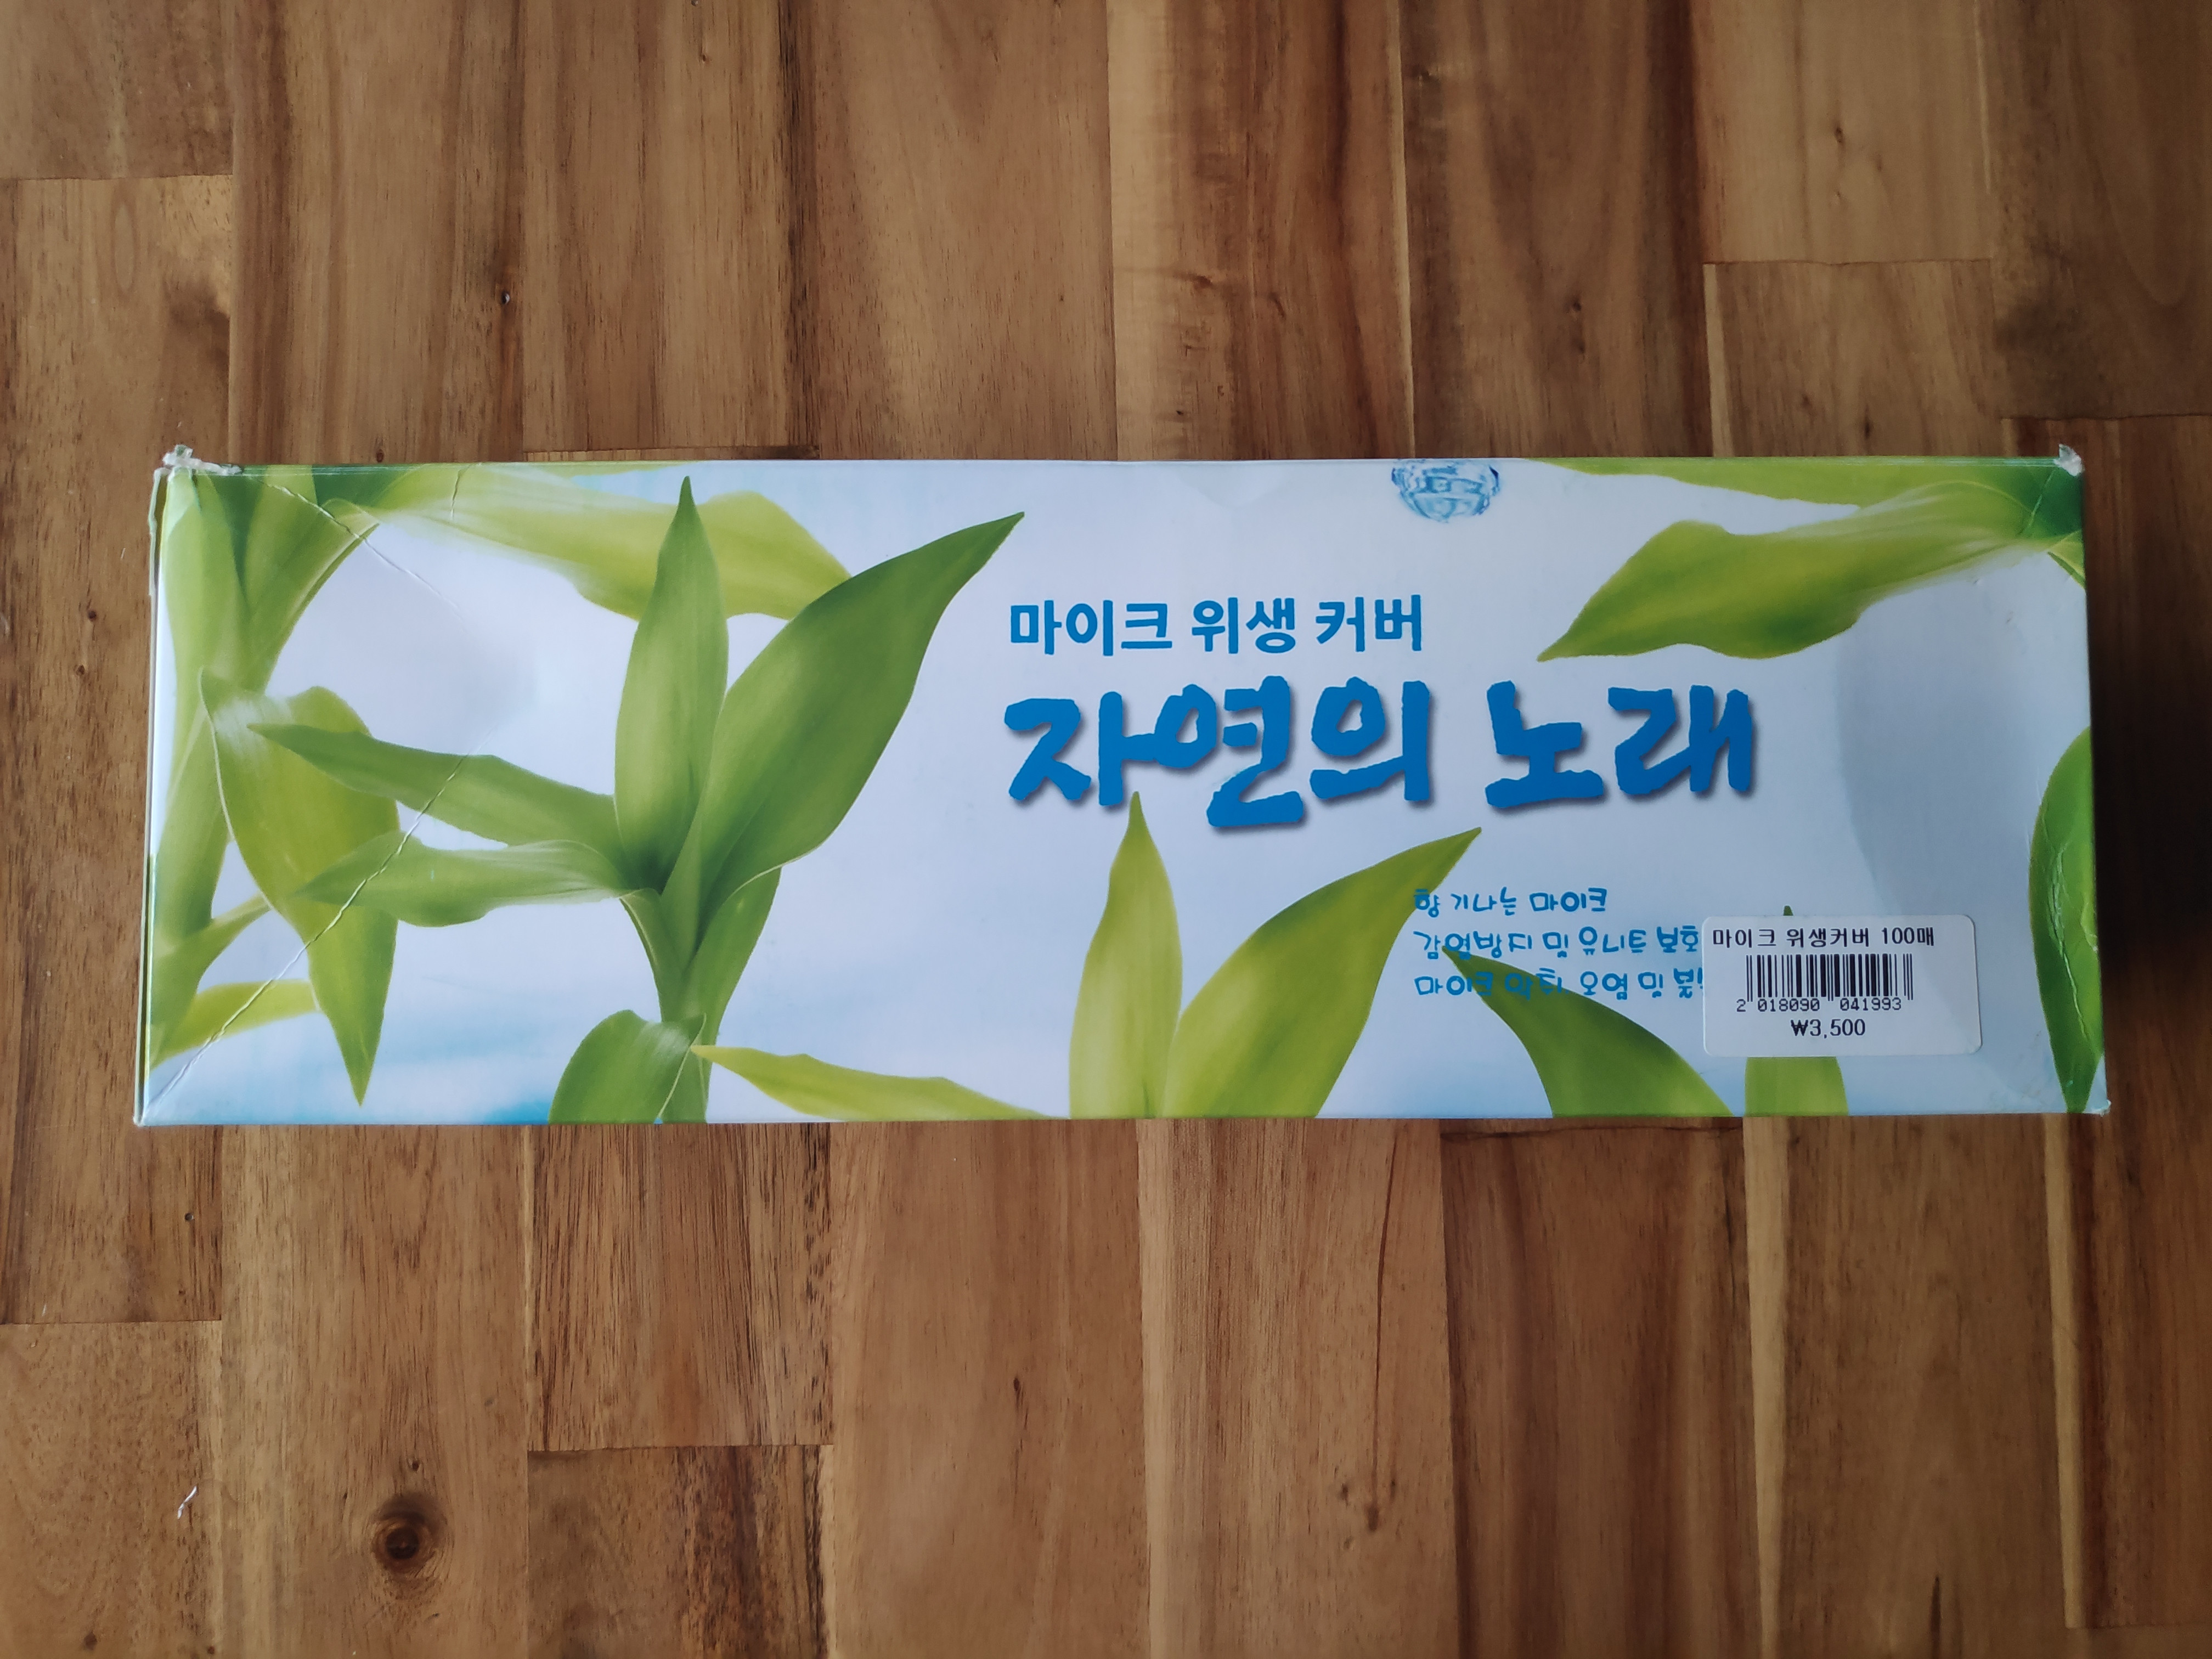 마이크 위생 커버
자연의 노래
향기나는 마이크
감염방지 및 유니트 보호
마이크 악취 오염 및
마이크 위생커버 100매
2 018090 041993
₩3,500